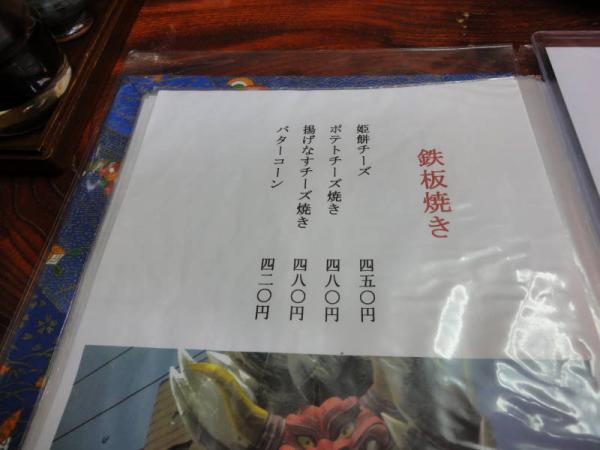 鉄板焼き
姫餅チーズ 四五〇円
ポテトチーズ焼き 四八〇円
揚げなすチーズ焼き 四八〇円
バターコーン 四二〇円